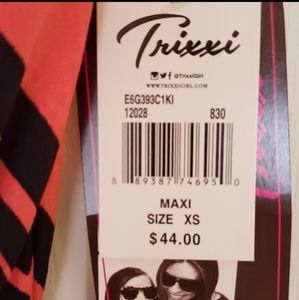 Trixxi
@TrixxiGirl
WWW.TRIXXIGIRL.COM
E6G393C1KI
12028 830
8 89387 74695 0
MAXI
SIZE XS
$44.00